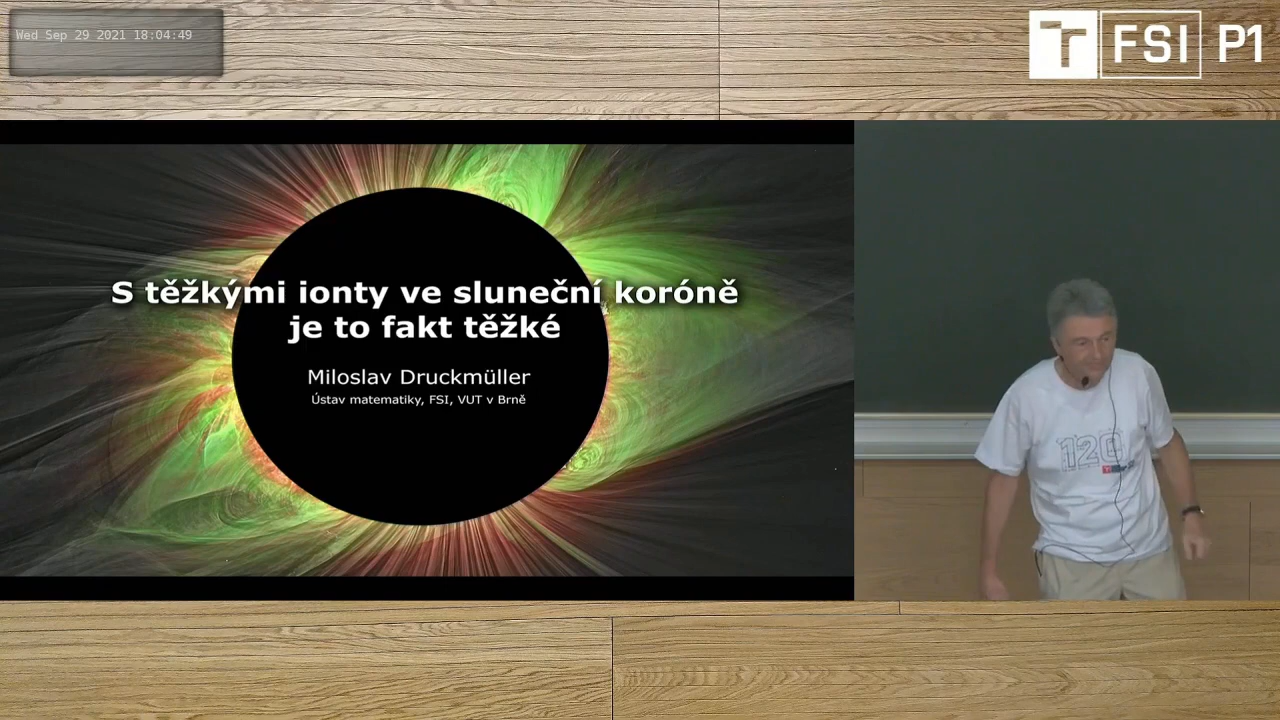 Wed Sep 29 2021 18:04:49
T FSI P1
S těžkými ionty ve sluneční koróně
je to fakt těžké
Miloslav Druckmüller
Ústav matematiky, FSI, VUT v Brně
120